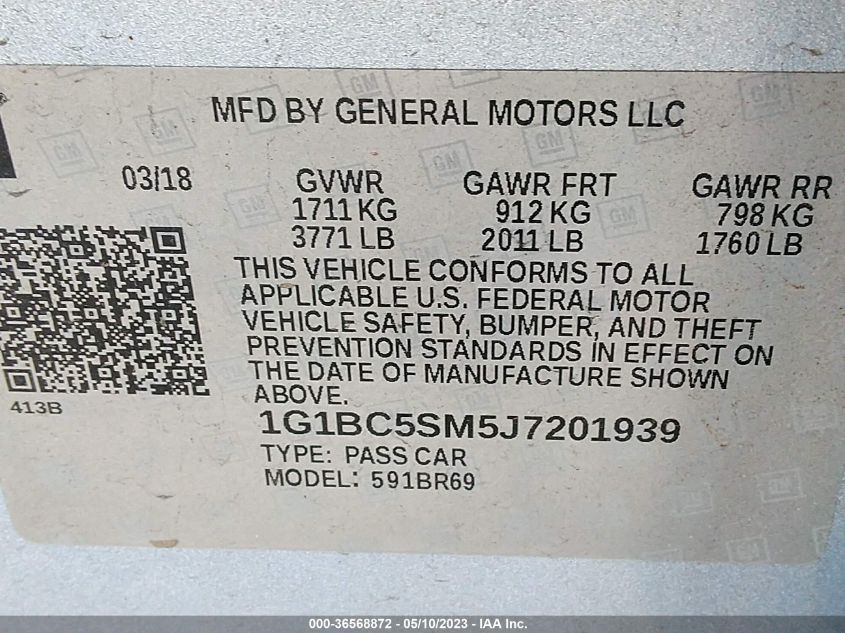 MFD BY GENERAL MOTORS LLC
03/18 GVWR GAWR FRT GAWR RR
1711 KG 912 KG 798 KG
3771 LB 2011 LB 1760 LB
THIS VEHICLE CONFORMS TO ALL
APPLICABLE U.S. FEDERAL MOTOR
VEHICLE SAFETY, BUMPER, AND THEFT
PREVENTION STANDARDS IN EFFECT ON
THE DATE OF MANUFACTURE SHOWN
ABOVE.
413B
1G1BC5SM5J7201939
TYPE: PASS CAR
MODEL: 591BR69
GM
000-36568872 - 05/10/2023 - IAA Inc.